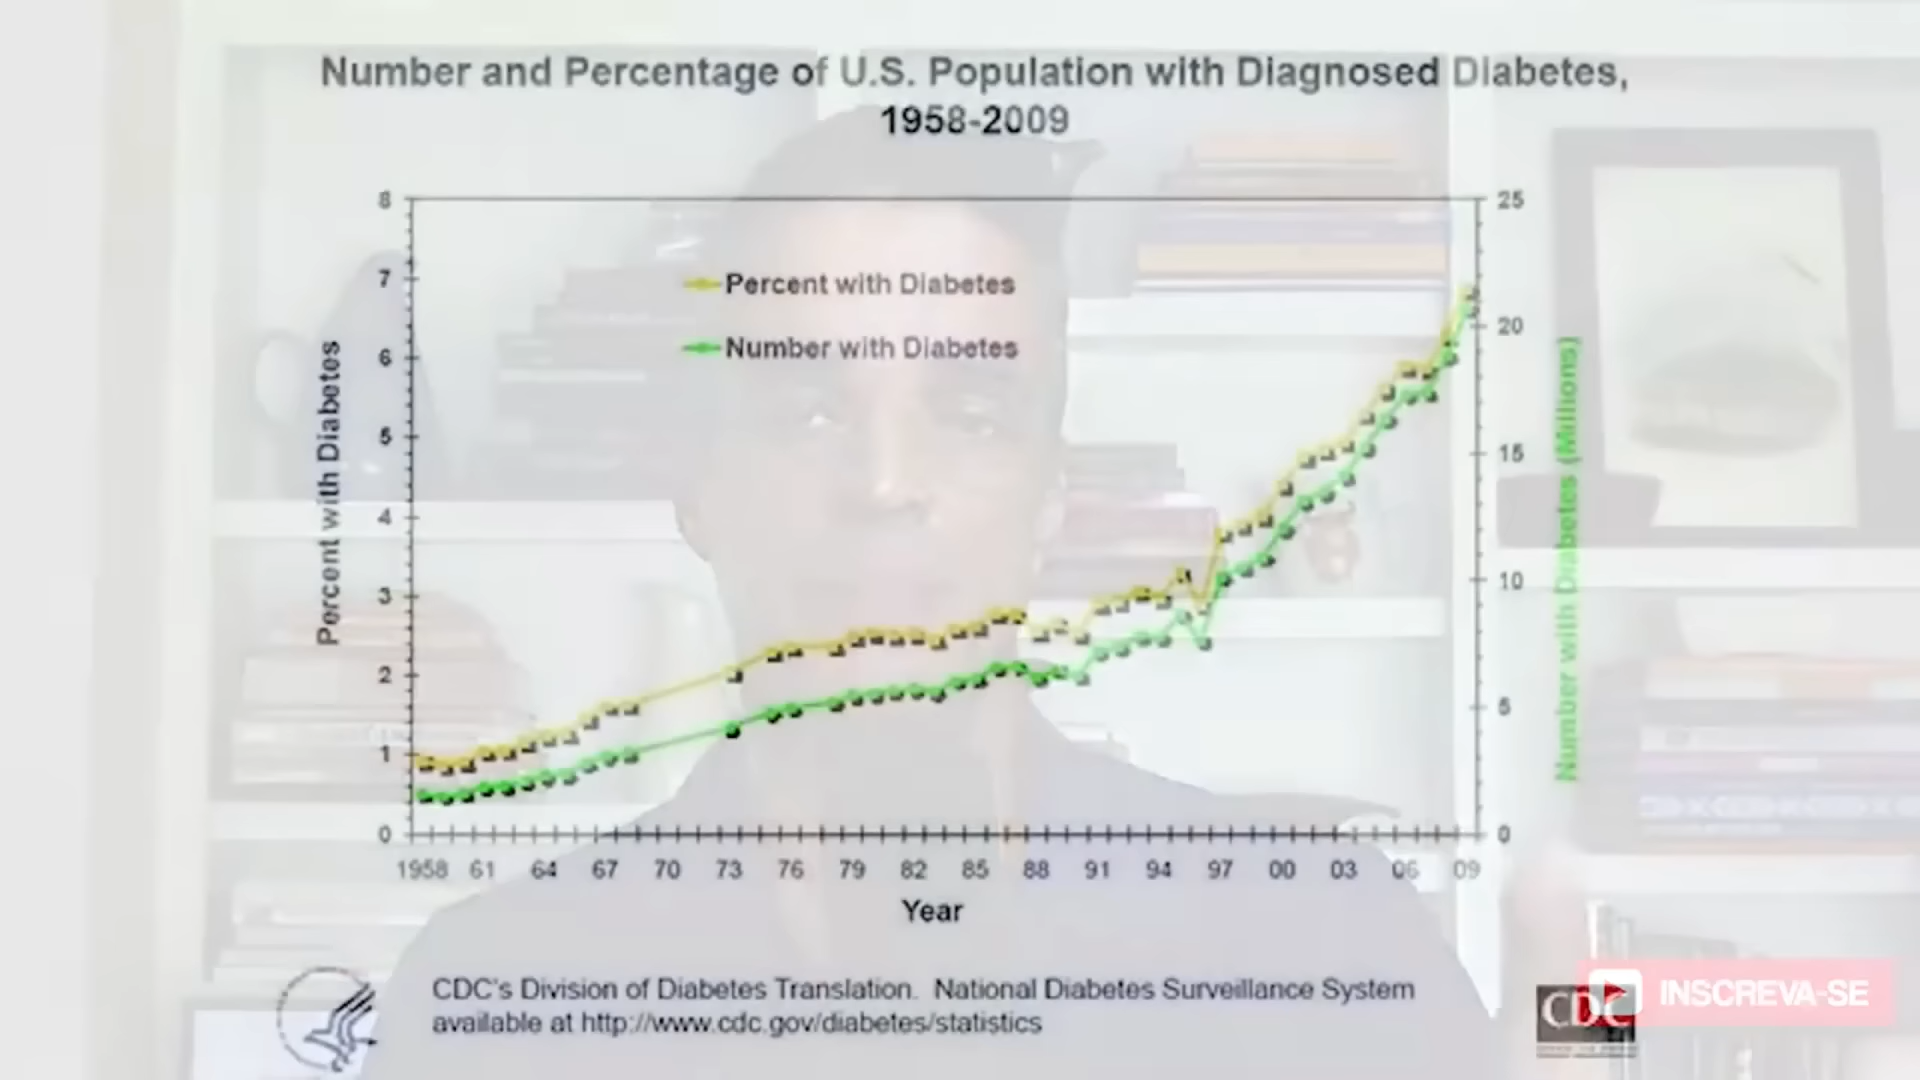 Number and Percentage of U.S. Population with Diagnosed Diabetes,
1958-2009
8
7
6
5
4
3
2
1
0
Percent with Diabetes
Percent with Diabetes
Number with Diabetes
25
20
15
10
5
0
Number with Diabetes (Millions)
1958 61 64 67 70 73 76 79 82 85 88 91 94 97 00 03 06 09
Year
CDC's Division of Diabetes Translation. National Diabetes Surveillance System
available at http://www.cdc.gov/diabetes/statistics
CDC
INSCREVA-SE